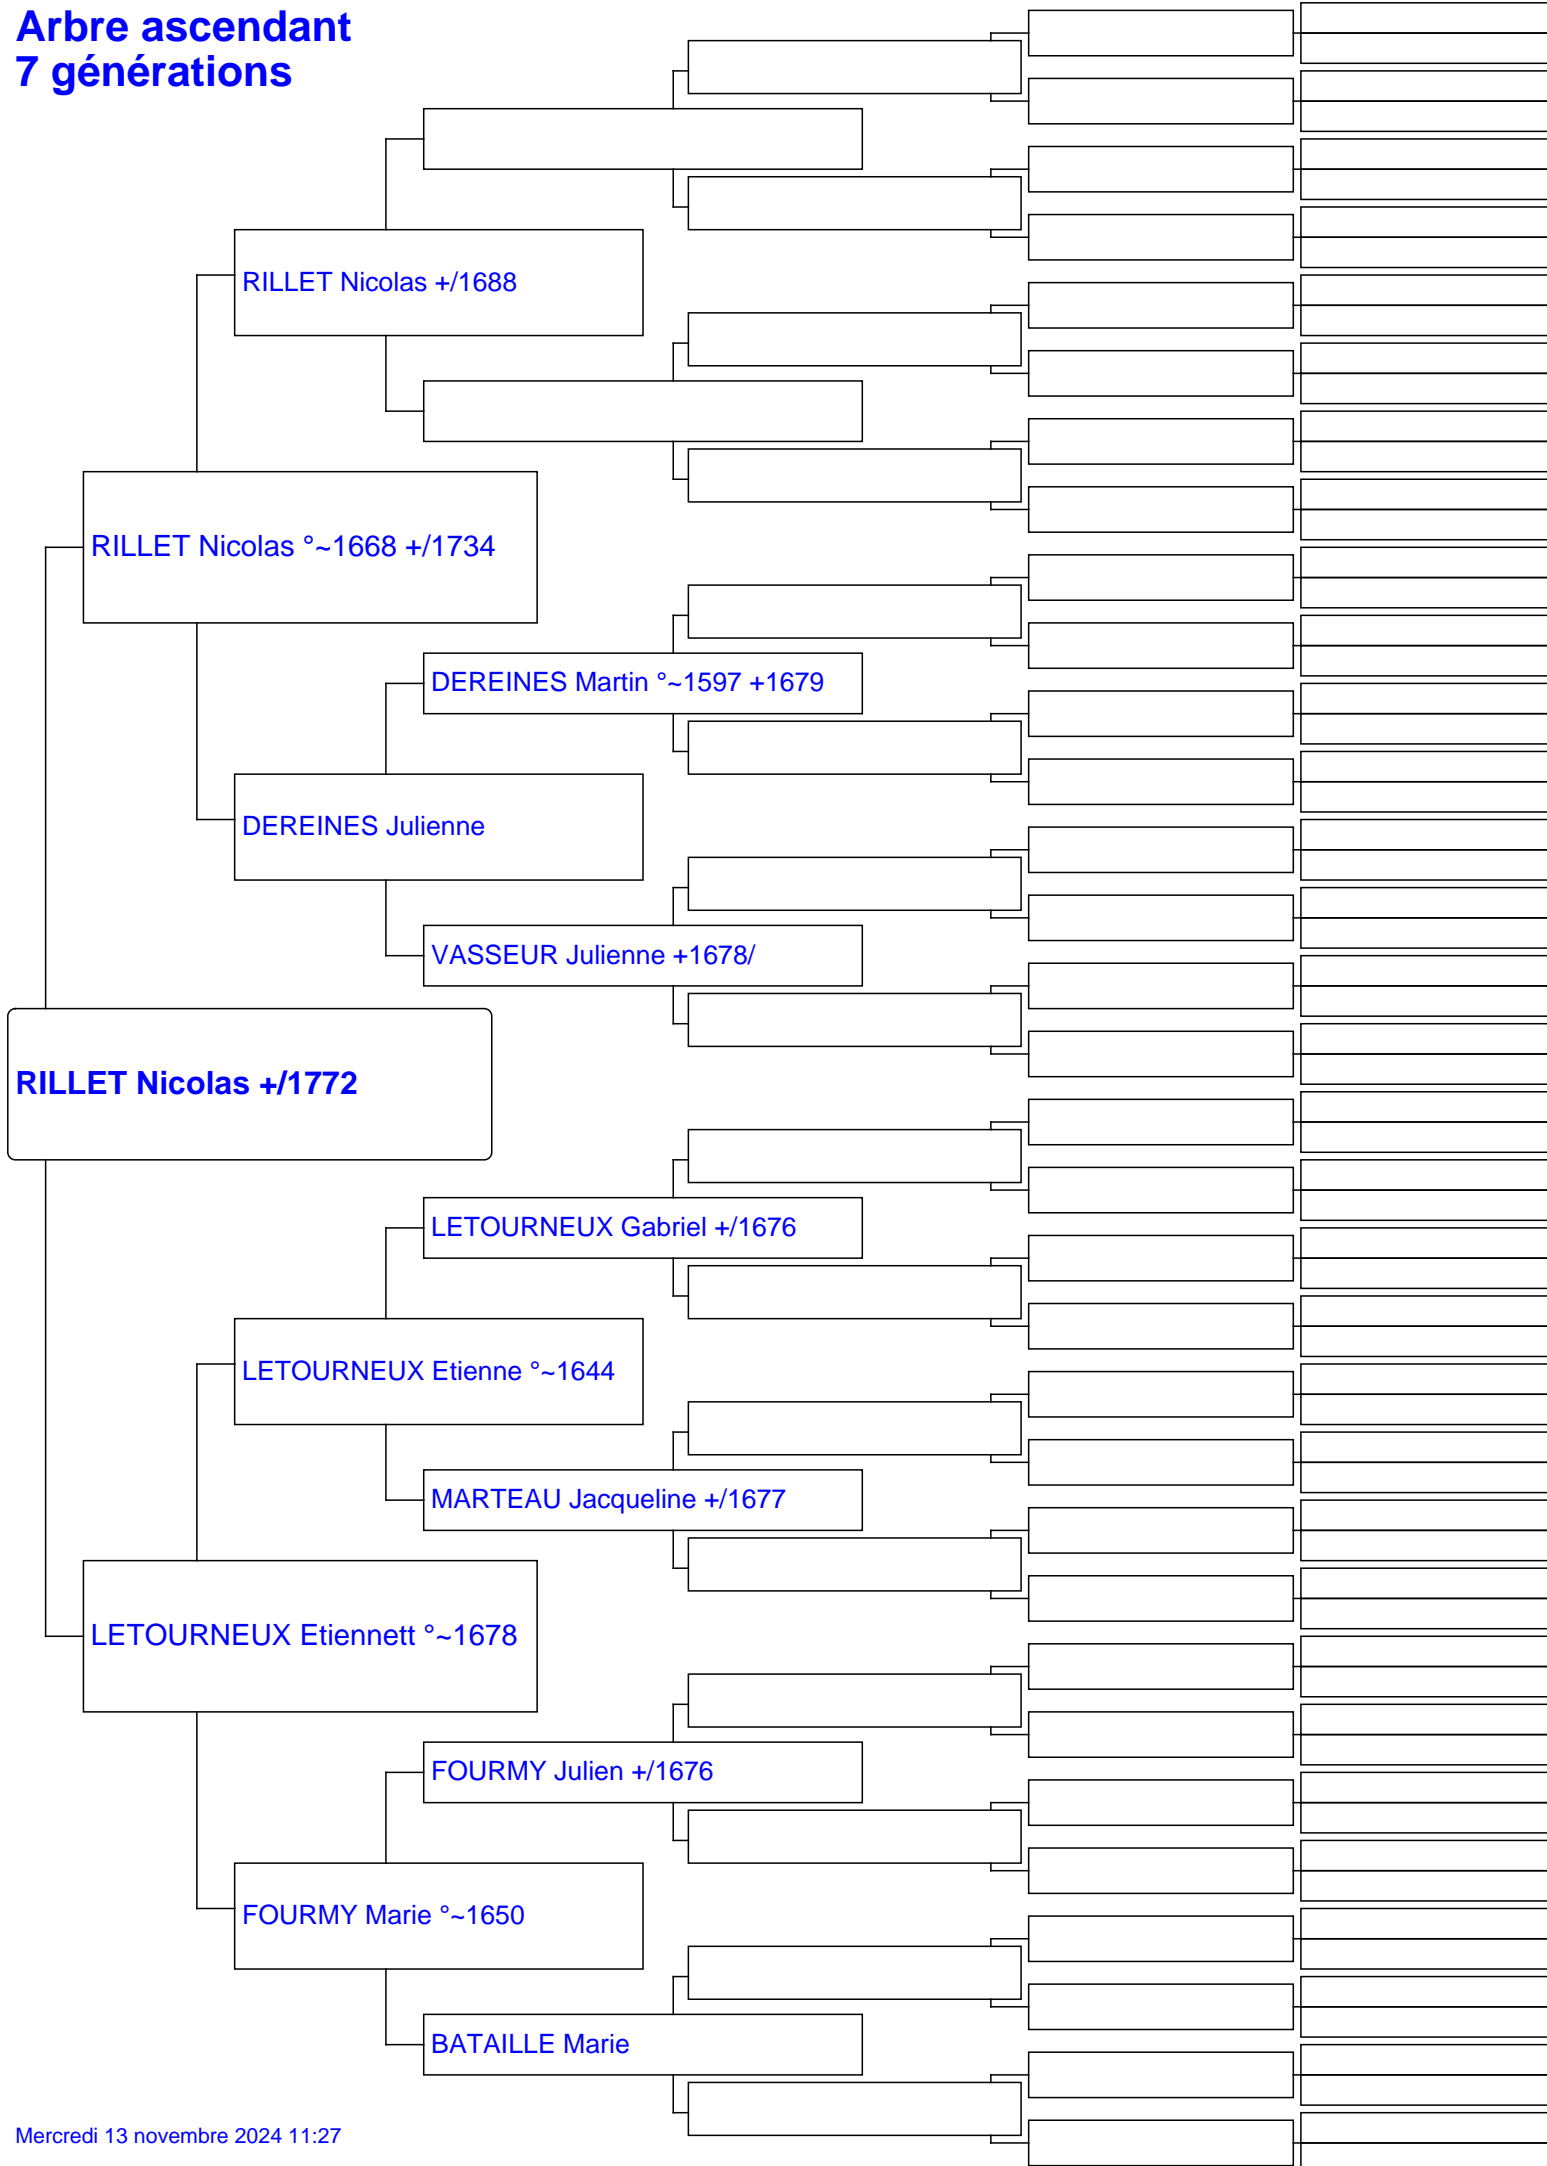 Arbre ascendant
7 générations
RILLET Nicolas +/1688
RILLET Nicolas °~1668 +/1734
DEREINES Martin °~1597 +1679
DEREINES Julienne
VASSEUR Julienne +1678/
RILLET Nicolas +/1772
LETOURNEUX Gabriel +/1676
LETOURNEUX Etienne °~1644
MARTEAU Jacqueline +/1677
LETOURNEUX Etiennett °~1678
FOURMY Julien +/1676
FOURMY Marie °~1650
BATAILLE Marie
Mercredi 13 novembre 2024 11:27